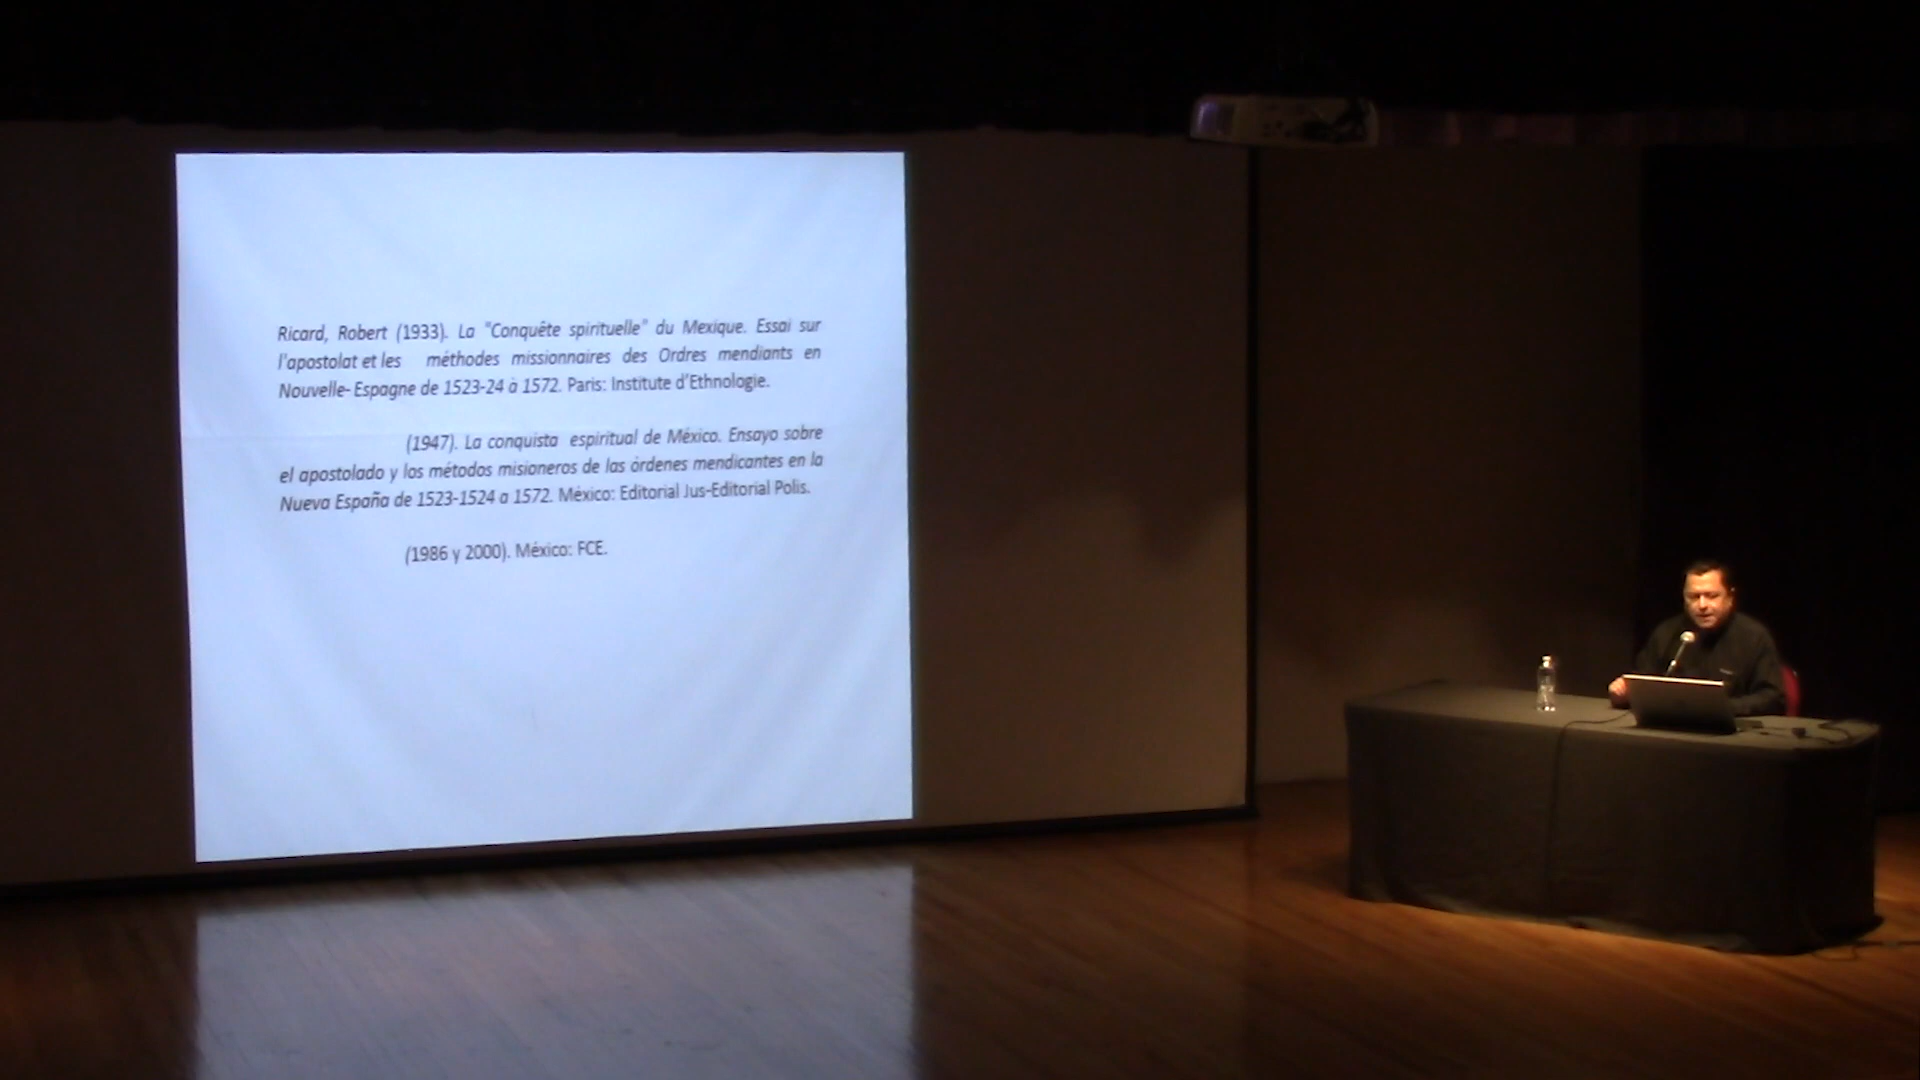 Ricard, Robert (1933). La "Conquête spirituelle" du Mexique. Essai sur
l'apostolat et les méthodes missionnaires des Ordres mendiants en
Nouvelle- Espagne de 1523-24 à 1572. Paris: Institute d'Ethnologie.
(1947). La conquista espiritual de México. Ensayo sobre
el apostolado y los métodos misioneros de las órdenes mendicantes en la
Nueva España de 1523-1524 a 1572. México: Editorial Jus-Editorial Polis.
(1986 y 2000). México: FCE.